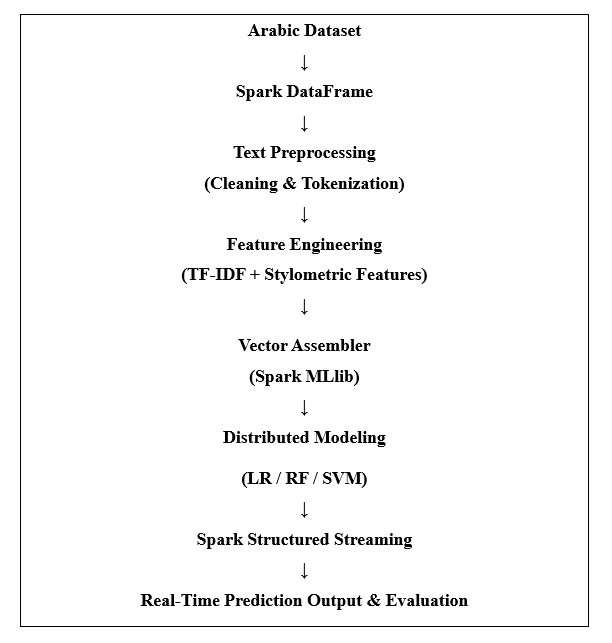 Arabic Dataset
↓
Spark DataFrame
↓
Text Preprocessing
(Cleaning & Tokenization)
↓
Feature Engineering
(TF-IDF + Stylometric Features)
↓
Vector Assembler
(Spark MLlib)
↓
Distributed Modeling
(LR / RF / SVM)
↓
Spark Structured Streaming
↓
Real-Time Prediction Output & Evaluation